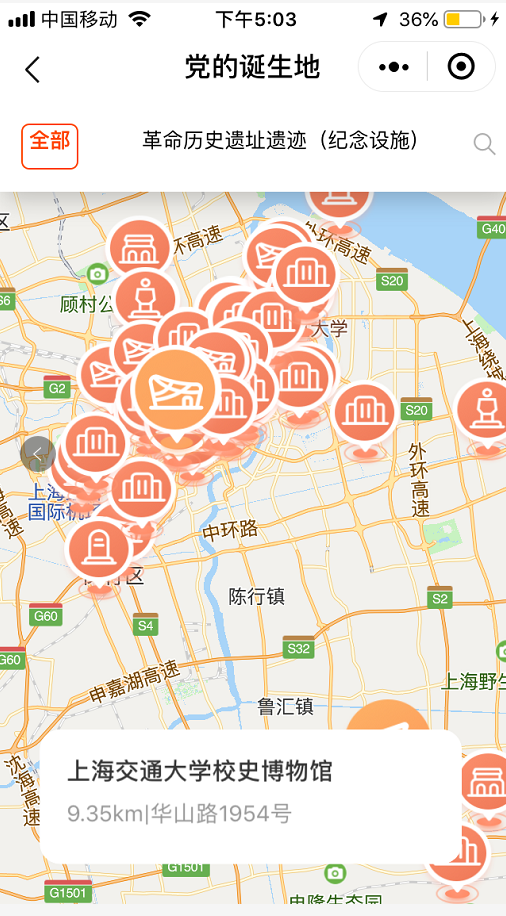 中国移动
下午5:03
36%
党的诞生地
全部
革命历史遗址遗迹（纪念设施）
区
环高速
外环高速
G40
S20
顾村公
大学
上海绕城
G2
S20
外环高速
国际机
中环路
陈行镇
S2
G60
S4
S32
G60
申嘉湖高速
上海野生
鲁汇镇
沈海高速
上海交通大学校史博物馆
9.35km|华山路1954号
G1501
G1501